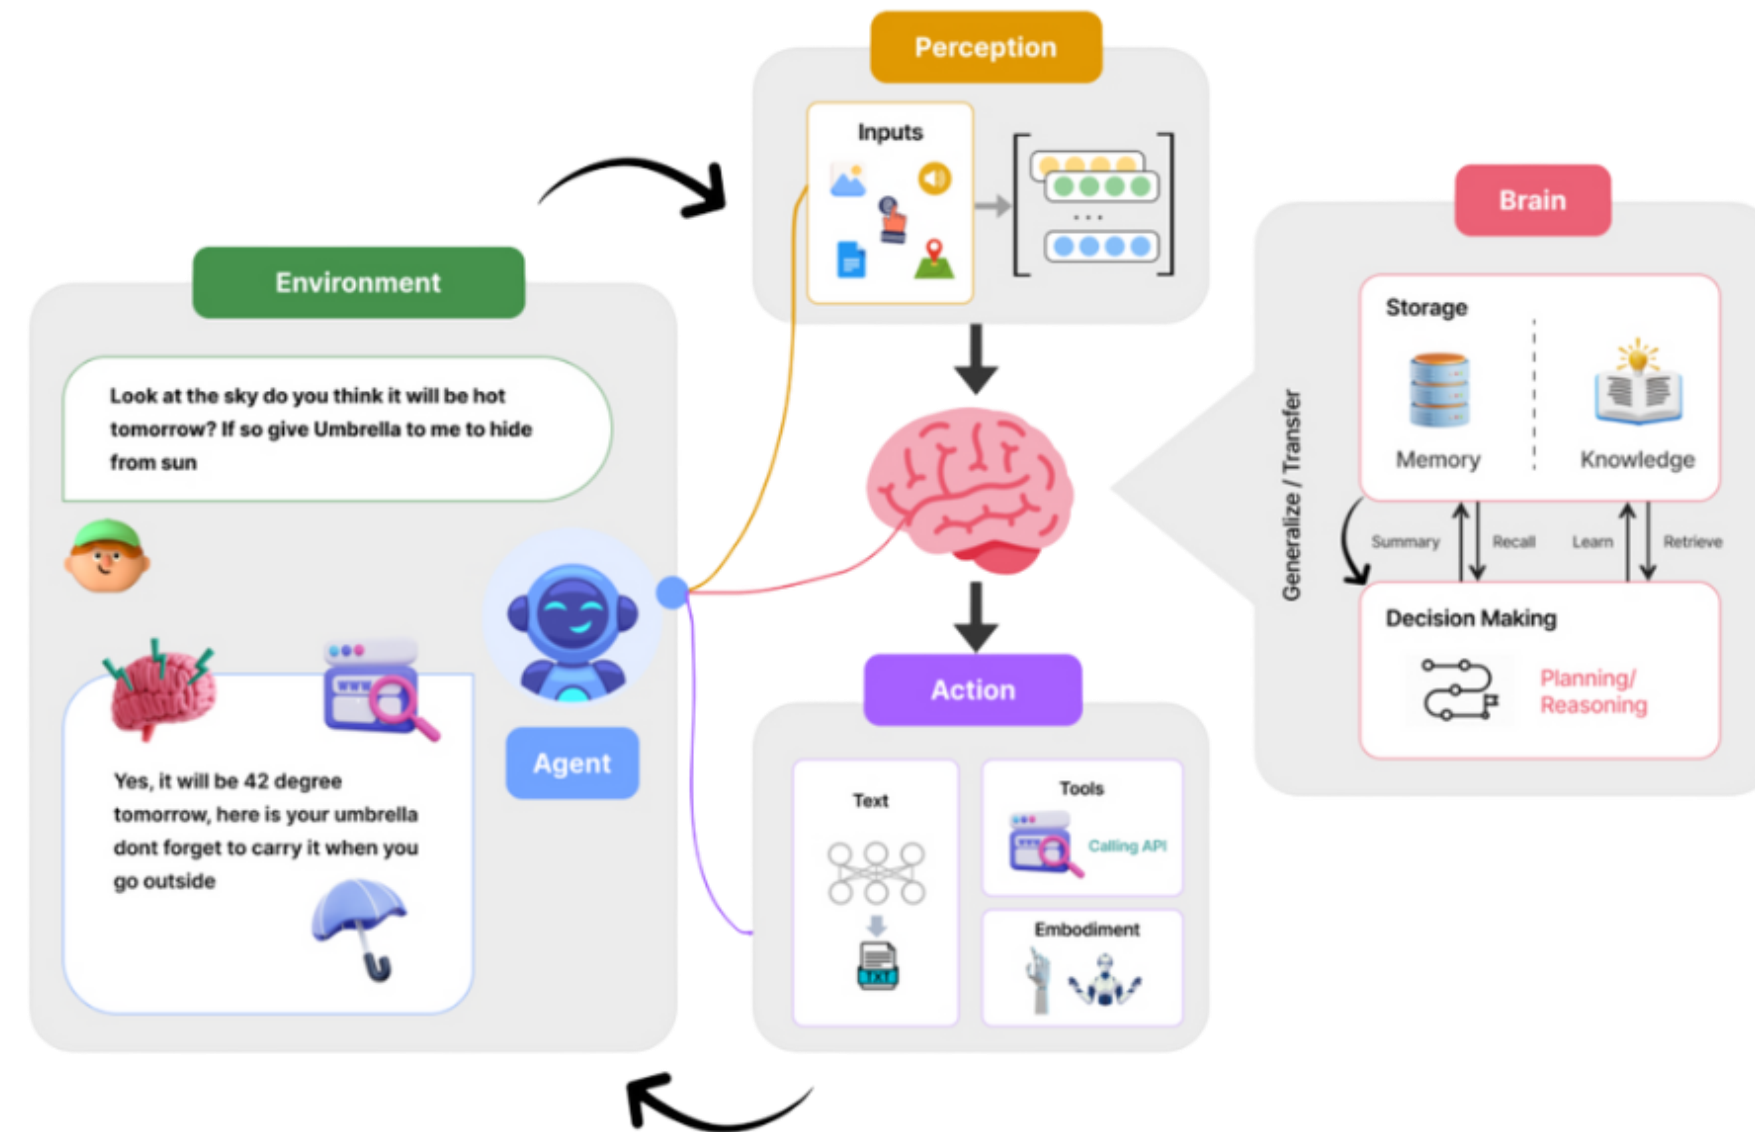 Perception
Inputs
Environment
Look at the sky do you think it will be hot
tomorrow? If so give Umbrella to me to hide
from sun
Agent
Yes, it will be 42 degree
tomorrow, here is your umbrella
dont forget to carry it when you
go outside
Action
Text
TXT
Tools
Calling API
Embodiment
Brain
Generalize / Transfer
Storage
Memory
Knowledge
Summary
Recall
Learn
Retrieve
Decision Making
Planning/
Reasoning